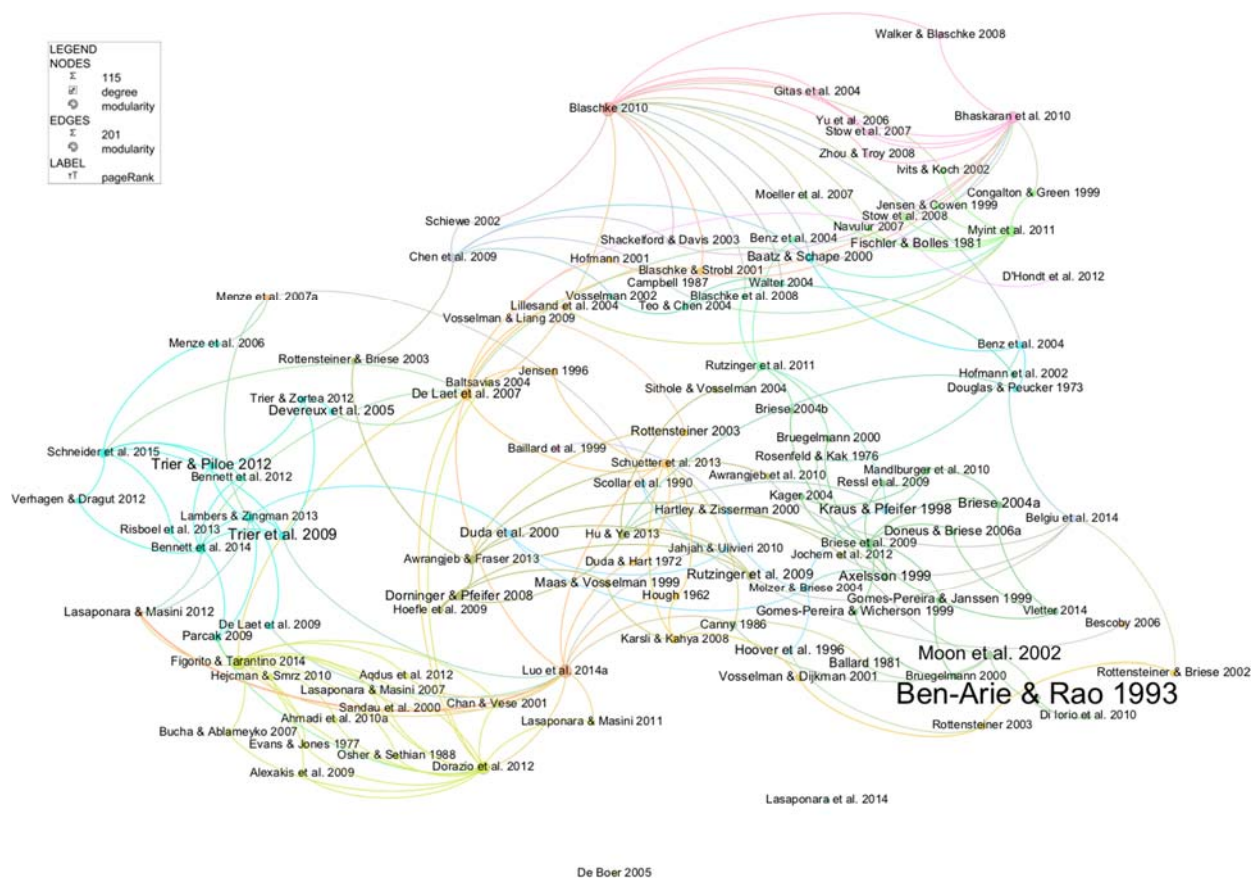 LEGEND
NODES
Σ 115
degree
modularity
EDGES
Σ 201
modularity
LABEL
тT pageRank
Walker & Blaschke 2008
Gitas et al. 2004
Blaschke 2010
Bhaskaran et al. 2010
Yu et al. 2006
Stow et al. 2007
Zhou & Troy 2008
Ivits & Koch 2002
Moeller et al. 2007
Congalton & Green 1999
Jensen & Cowen 1999
Stow et al. 2008
Schiewe 2002
Navulur 2007
Myint et al. 2011
Shackelford & Davis 2003
Benz et al. 2004
Fischler & Bolles 1981
Chen et al. 2009
Hofmann 2001
Baatz & Schape 2000
Blaschke & Strobl 2001
D'Hondt et al. 2012
Campbell 1987
Walter 2004
Menze et al. 2007a
Vosselman 2002
Blaschke et al. 2008
Lillesand et al. 2004
Teo & Chen 2004
Vosselman & Liang 2009
Menze et al. 2006
Benz et al. 2004
Rottensteiner & Briese 2003
Rutzinger et al. 2011
Jensen 1996
Hofmann et al. 2002
Baltsavias 2004
Sithole & Vosselman 2004
Douglas & Peucker 1973
De Laet et al. 2007
Trier & Zortea 2012
Devereux et al. 2005
Briese 2004b
Rottensteiner 2003
Bruegelmann 2000
Schneider et al. 2015
Baillard et al. 1999
Rosenfeld & Kak 1976
Trier & Piloe 2012
Schuetter et al. 2013
Mandlburger et al. 2010
Bennett et al. 2012
Awrangjeb et al. 2010
Scollar et al. 1990
Ressl et al. 2009
Verhagen & Dragut 2012
Kager 2004
Briese 2004a
Hartley & Zisserman 2000
Kraus & Pfeifer 1998
Lambers & Zingman 2013
Belgiu et al. 2014
Risboel et al. 2013
Trier et al. 2009
Duda et al. 2000
Hu & Ye 2013
Doneus & Briese 2006a
Bennett et al. 2014
Briese et al. 2009
Jahjah & Ulivieri 2010
Jochem et al. 2012
Awrangjeb & Fraser 2013
Duda & Hart 1972
Rutzinger et al. 2009
Axelsson 1999
Maas & Vosselman 1999
Melzer & Briese 2004
Dorninger & Pfeifer 2008
Hough 1962
Gomes-Pereira & Janssen 1999
Hoefle et al. 2009
Gomes-Pereira & Wicherson 1999
Vletter 2014
Lasaponara & Masini 2012
De Laet et al. 2009
Canny 1986
Bescoby 2006
Parcak 2009
Karsli & Kahya 2008
Hoover et al. 1996
Moon et al. 2002
Figorito & Tarantino 2014
Ballard 1981
Luo et al. 2014a
Hejcman & Smrz 2010
Aqdus et al. 2012
Vosselman & Dijkman 2001
Bruegelmann 2000
Rottensteiner & Briese 2002
Lasaponara & Masini 2007
Ben-Arie & Rao 1993
Chan & Vese 2001
Sandau et al. 2000
Di Iorio et al. 2010
Ahmadi et al. 2010a
Lasaponara & Masini 2011
Rottensteiner 2003
Bucha & Ablameyko 2007
Evans & Jones 1977
Osher & Sethian 1988
Dorazio et al. 2012
Alexakis et al. 2009
Lasaponara et al. 2014
De Boer 2005